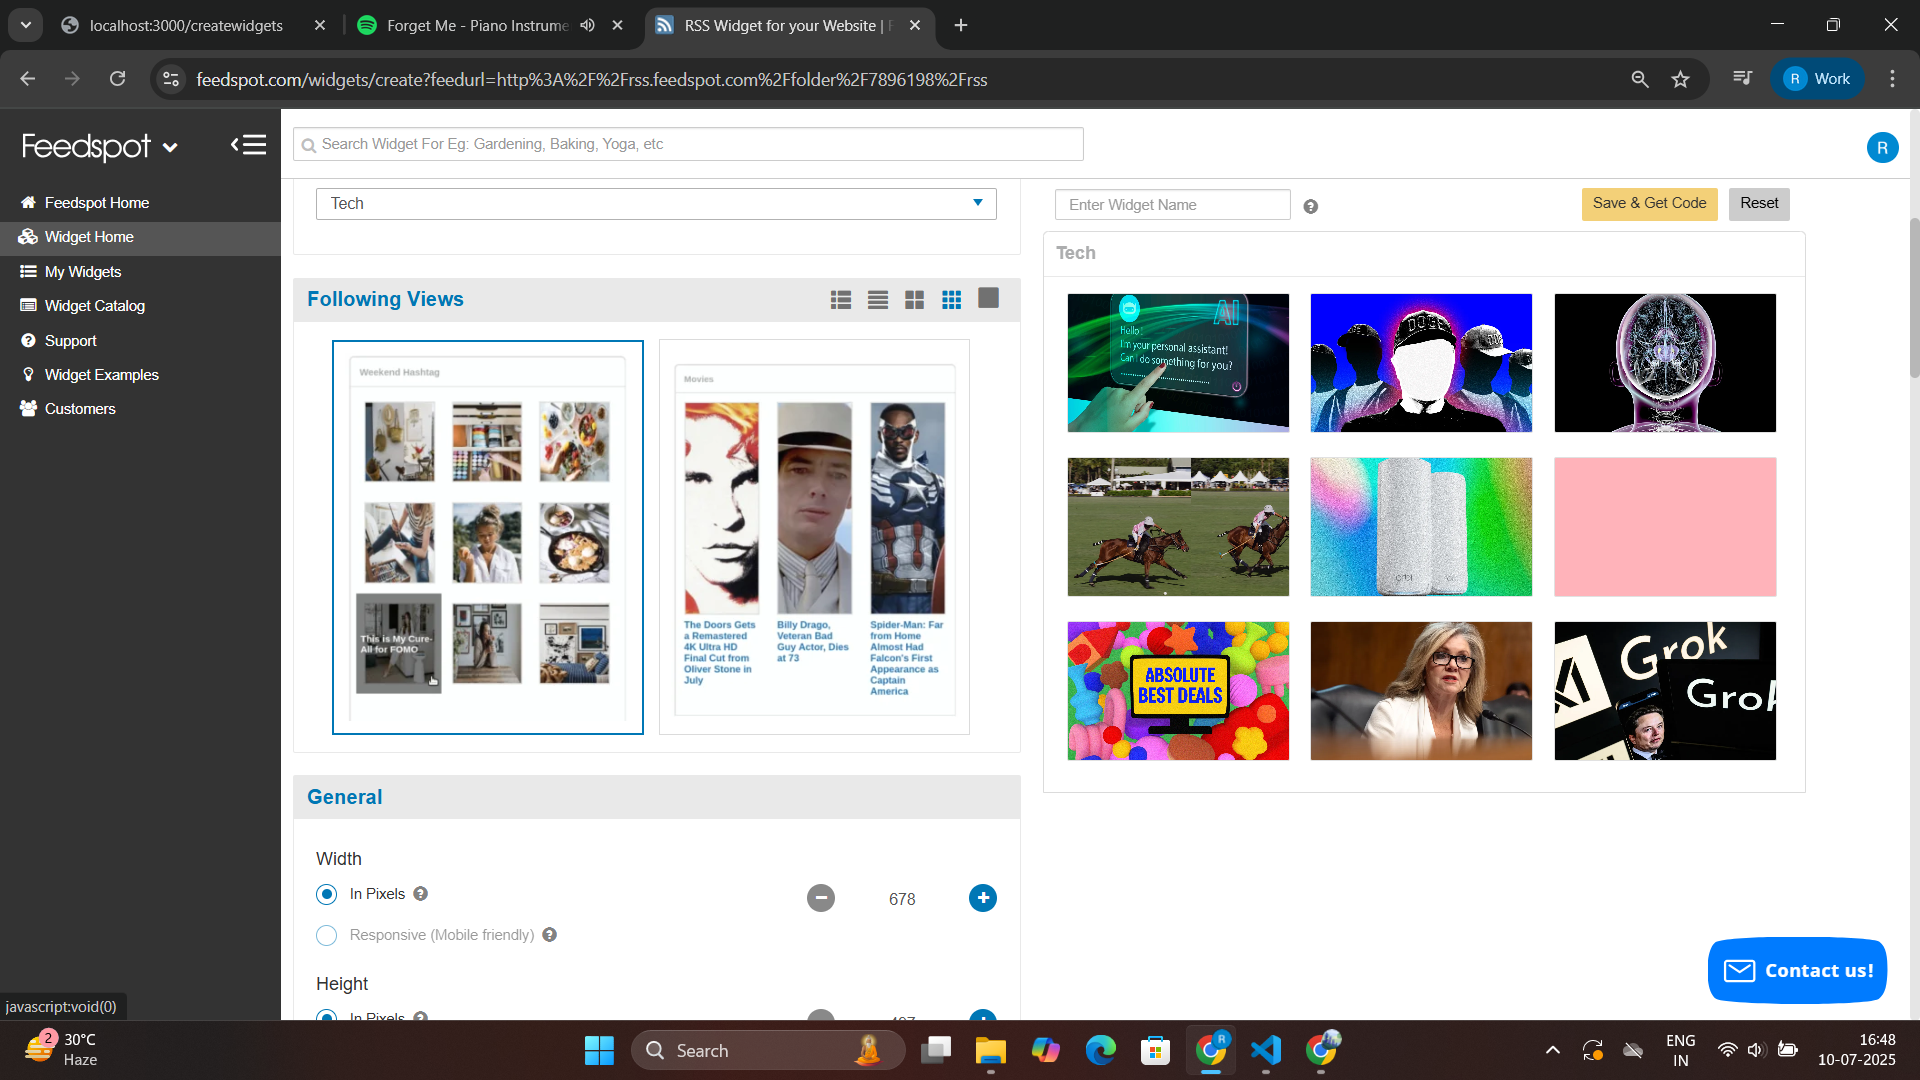 localhost:3000/createwidgets
Forget Me - Piano Instrume
RSS Widget for your Website |
feedspot.com/widgets/create?feedurl=http%3A%2F%2Frss.feedspot.com%2Ffolder%2F7896198%2Frss
R
Work
Feedspot
Search Widget For Eg: Gardening, Baking, Yoga, etc
R
Feedspot Home
Widget Home
My Widgets
Widget Catalog
Support
Widget Examples
Customers
Tech
Enter Widget Name
Save & Get Code
Reset
Following Views
Weekend Hashtag
This is My Cure-
All for FOMO
Movies
The Doors Gets
a Remastered
4K Ultra HD
Final Cut from
Oliver Stone in
July
Billy Drago,
Veteran Bad
Guy Actor, Dies
at 73
Spider-Man: Far
from Home
Almost Had
Falcon's First
Appearance as
Captain
America
Tech
AI
Hello!
I'm your personal assistant!
Can I do something for you?
DOGE
ABSOLUTE
BEST DEALS
Grok
Grok
General
Width
In Pixels
678
Responsive (Mobile friendly)
Height
In Pixels
Contact us!
javascript:void(0)
2
30°C
Haze
Search
R
ENG
IN
16:48
10-07-2025